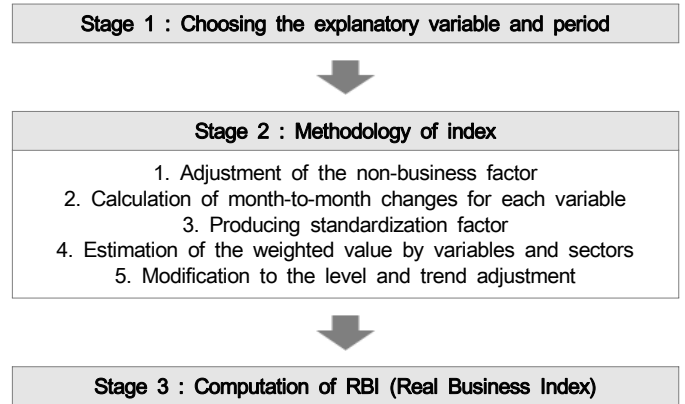 Stage 1 : Choosing the explanatory variable and period
Stage 2 : Methodology of index
1. Adjustment of the non-business factor
2. Calculation of month-to-month changes for each variable
3. Producing standardization factor
4. Estimation of the weighted value by variables and sectors
5. Modification to the level and trend adjustment
Stage 3 : Computation of RBI (Real Business Index)